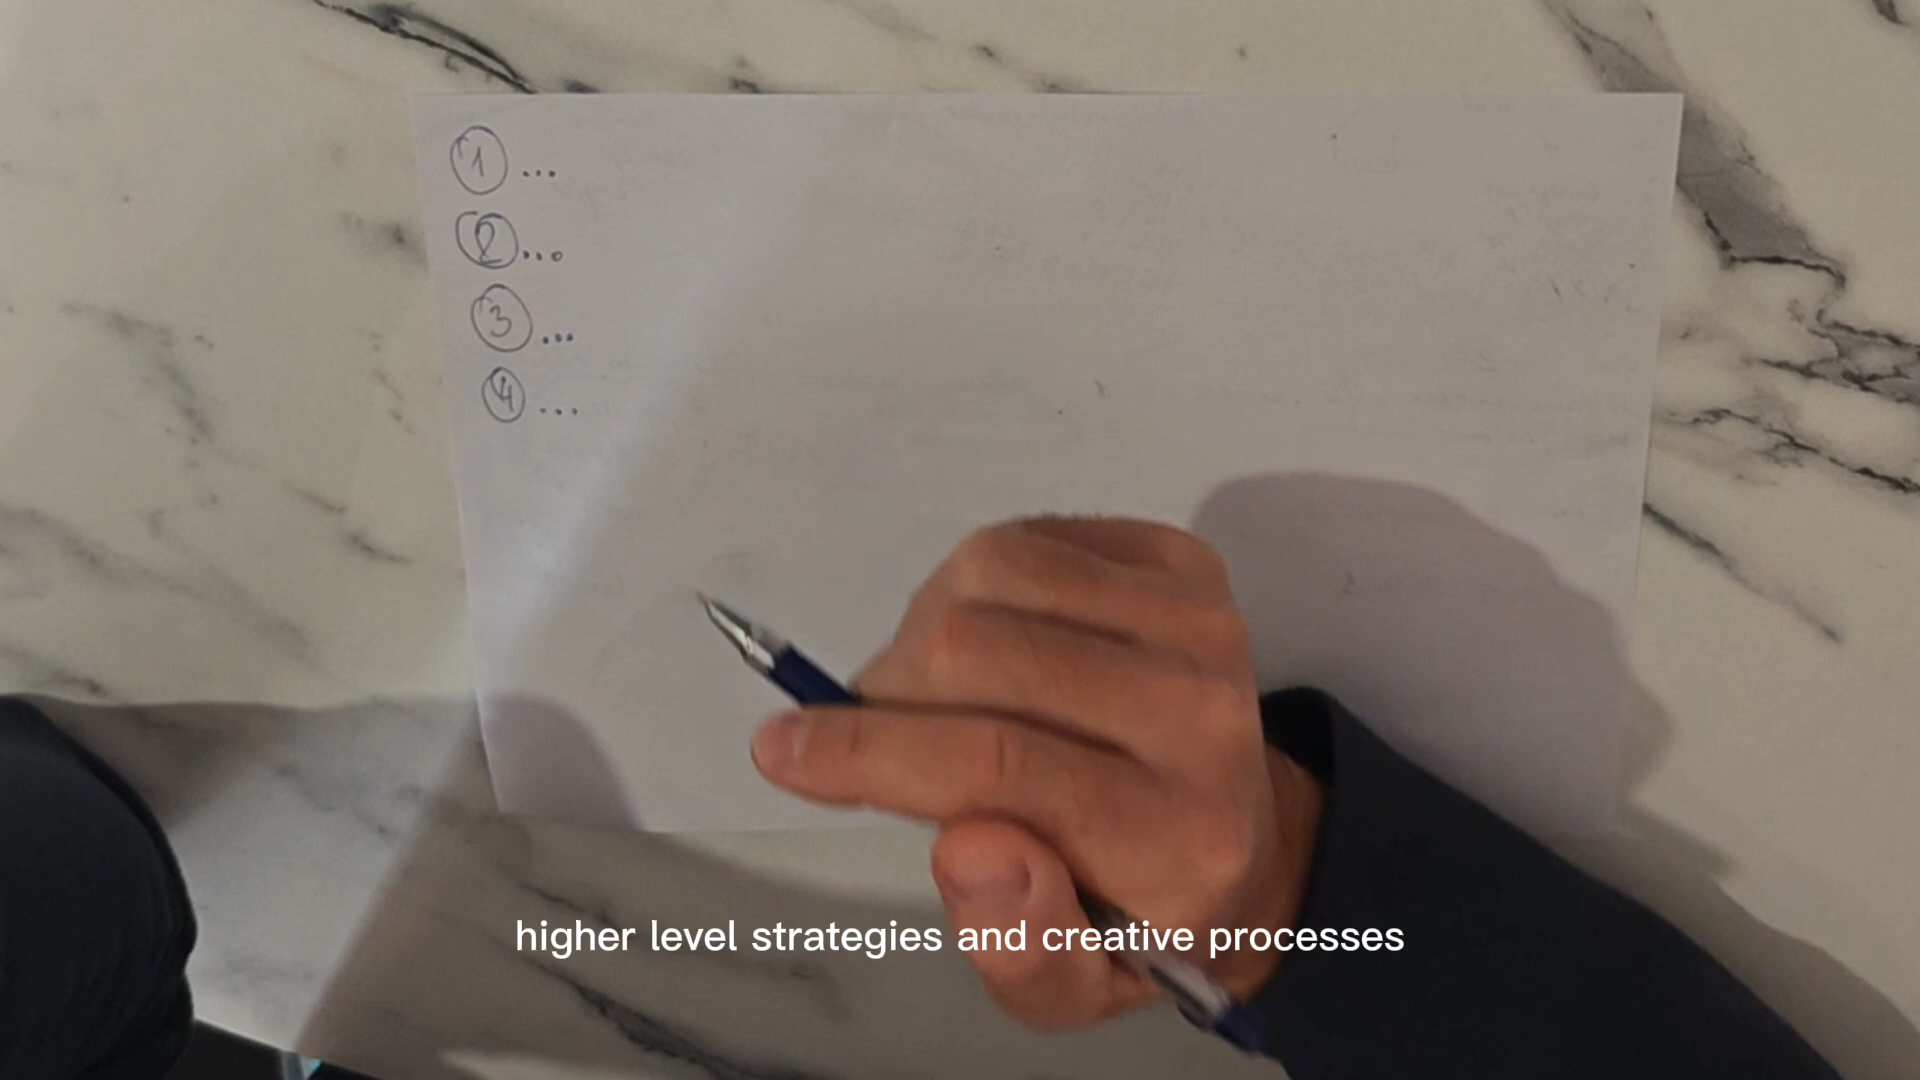 1 ...
2 ...
3 ...
4 ...
higher level strategies and creative processes